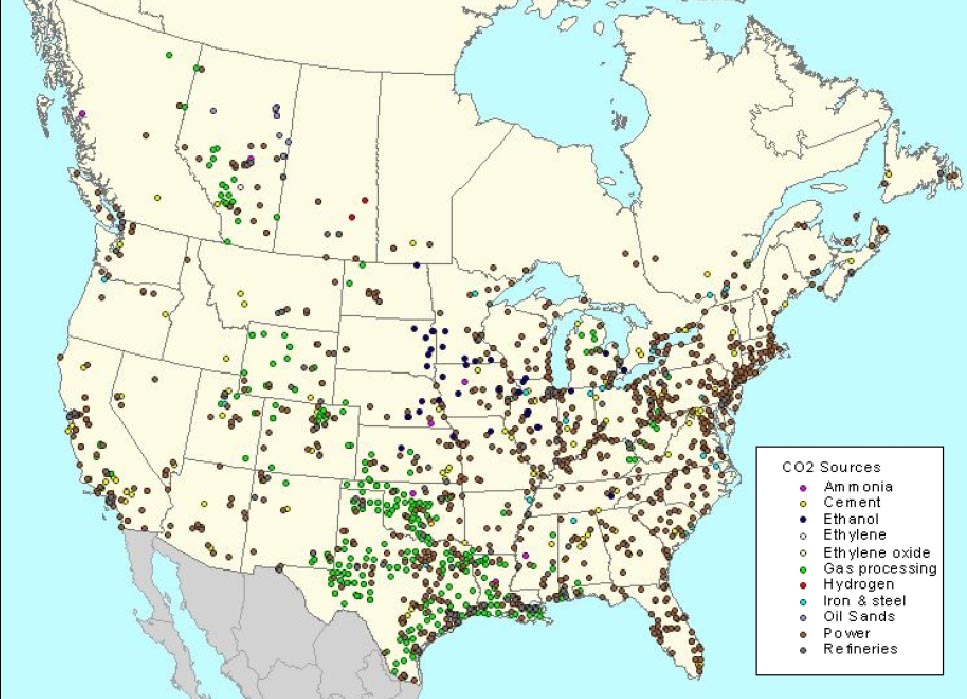 CO2 Sources
Ammonia
Cement
Ethanol
Ethylene
Ethylene oxide
Gas processing
Hydrogen
Iron & steel
Oil Sands
Power
Refineries